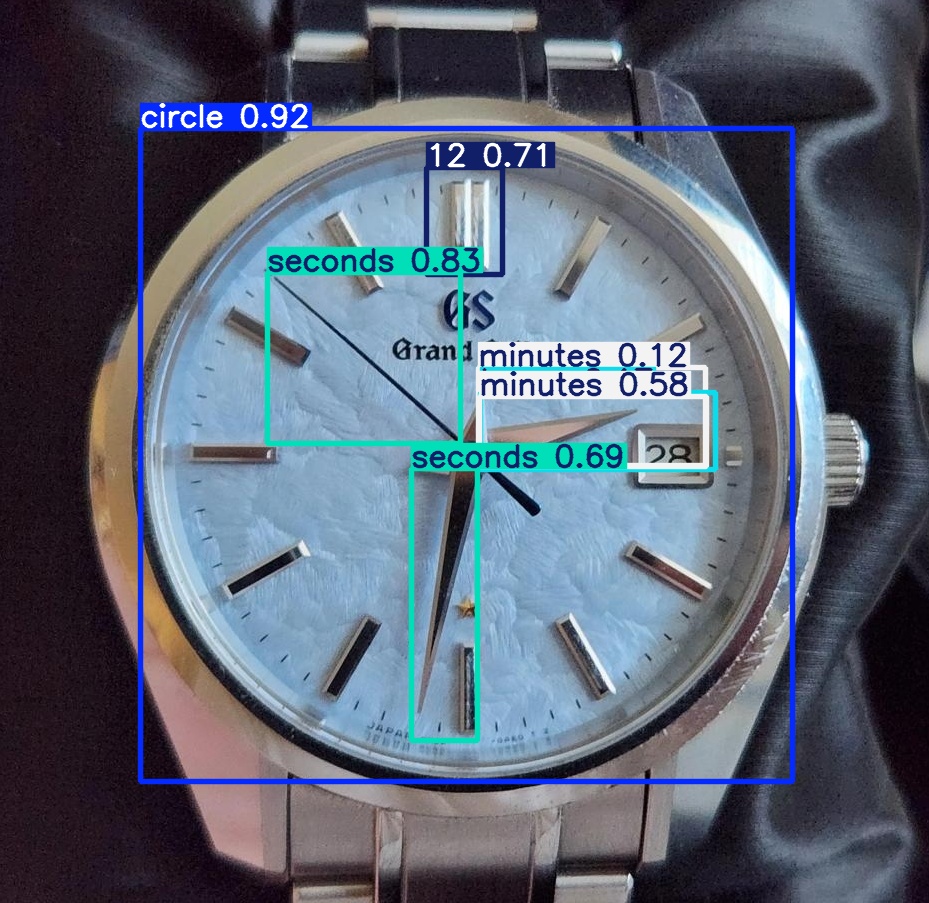 circle 0.92
12 0.71
seconds 0.83
GS
Grand
minutes 0.12
minutes 0.58
28
seconds 0.69
JAPAN